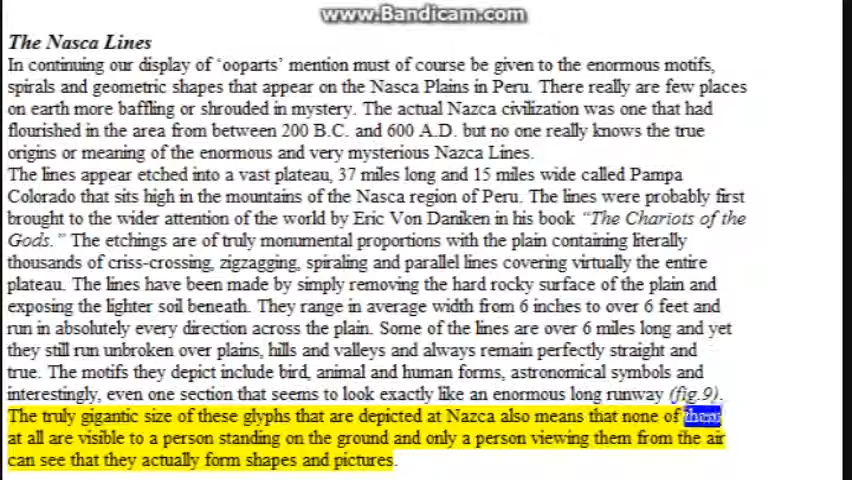 www.Bandicam.com
The Nasca Lines
In continuing our display of ‘ooparts’ mention must of course be given to the enormous motifs,
spirals and geometric shapes that appear on the Nasca Plains in Peru. There really are few places
on earth more baffling or shrouded in mystery. The actual Nazca civilization was one that had
flourished in the area from between 200 B.C. and 600 A.D. but no one really knows the true
origins or meaning of the enormous and very mysterious Nazca Lines.
The lines appear etched into a vast plateau, 37 miles long and 15 miles wide called Pampa
Colorado that sits high in the mountains of the Nasca region of Peru. The lines were probably first
brought to the wider attention of the world by Eric Von Daniken in his book “The Chariots of the
Gods.” The etchings are of truly monumental proportions with the plain containing literally
thousands of criss-crossing, zigzagging, spiraling and parallel lines covering virtually the entire
plateau. The lines have been made by simply removing the hard rocky surface of the plain and
exposing the lighter soil beneath. They range in average width from 6 inches to over 6 feet and
run in absolutely every direction across the plain. Some of the lines are over 6 miles long and yet
they still run unbroken over plains, hills and valleys and always remain perfectly straight and
true. The motifs they depict include bird, animal and human forms, astronomical symbols and
interestingly, even one section that seems to look exactly like an enormous long runway (fig.9).
The truly gigantic size of these glyphs that are depicted at Nazca also means that none of them
at all are visible to a person standing on the ground and only a person viewing them from the air
can see that they actually form shapes and pictures.